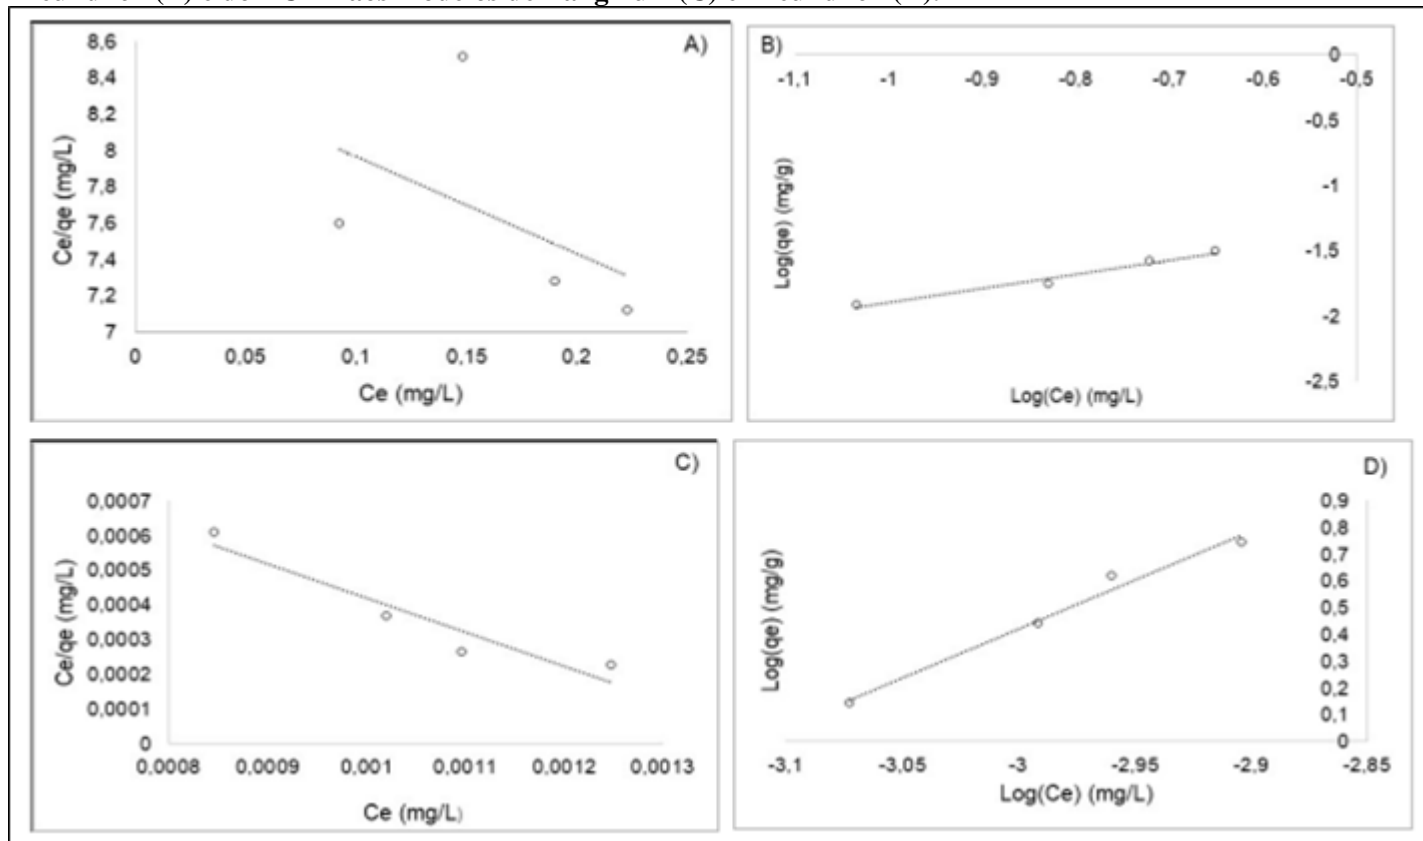 A)
8,6
8,4
8,2
8
7,8
7,6
7,4
7,2
7
Ce/qe (mg/L)
0 0,05 0,1 0,15 0,2 0,25
Ce (mg/L)
B)
-1,1 -1 -0,9 -0,8 -0,7 -0,6 -0,5
0
-0,5
-1
-1,5
-2
-2,5
Log(qe) (mg/g)
Log(Ce) (mg/L)
C)
0,0007
0,0006
0,0005
0,0004
0,0003
0,0002
0,0001
0
Ce/qe (mg/L)
0,0008 0,0009 0,001 0,0011 0,0012 0,0013
Ce (mg/L)
D)
0,9
0,8
0,7
0,6
0,5
0,4
0,3
0,2
0,1
0
Log(qe) (mg/g)
-3,1 -3,05 -3 -2,95 -2,9 -2,85
Log(Ce) (mg/L)